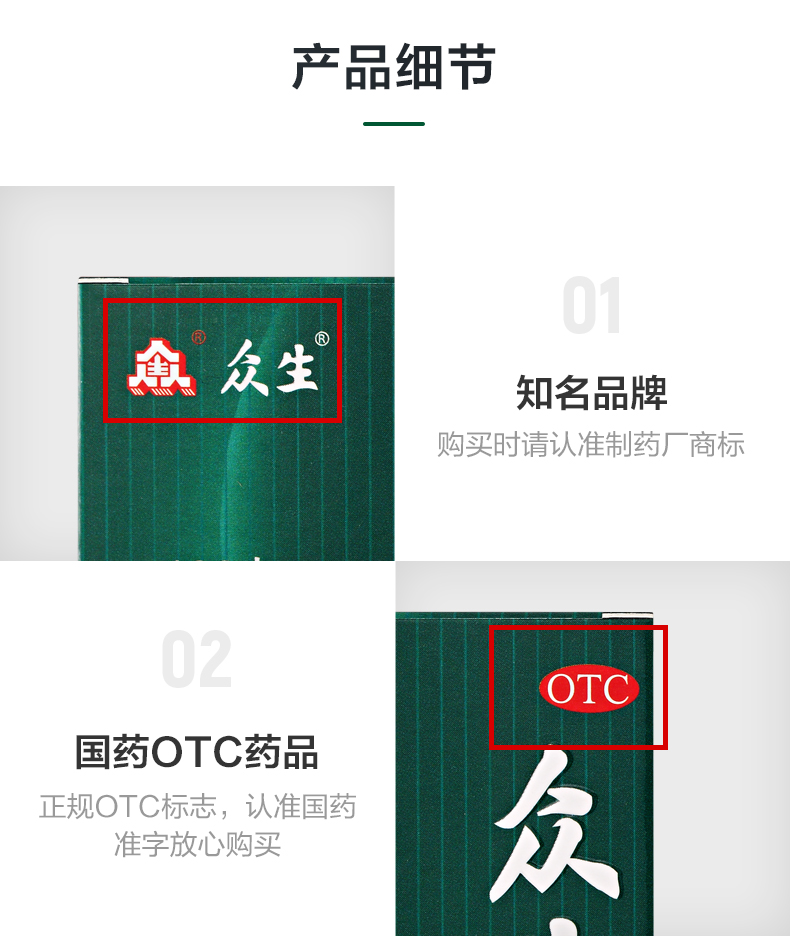 产品细节
众生®
01
知名品牌
购买时请认准制药厂商标
02
国药OTC药品
正规OTC标志，认准国药
准字放心购买
OTC
众